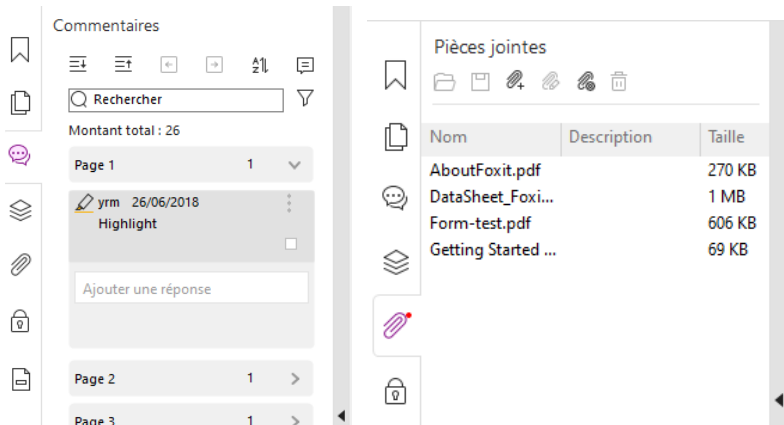 Commentaires
Rechercher
Montant total : 26
Page 1 1
yrm 26/06/2018
Highlight
Ajouter une réponse
Page 2 1
Page 3 1
Pièces jointes
Nom Description Taille
AboutFoxit.pdf 270 KB
DataSheet_Foxi... 1 MB
Form-test.pdf 606 KB
Getting Started ... 69 KB